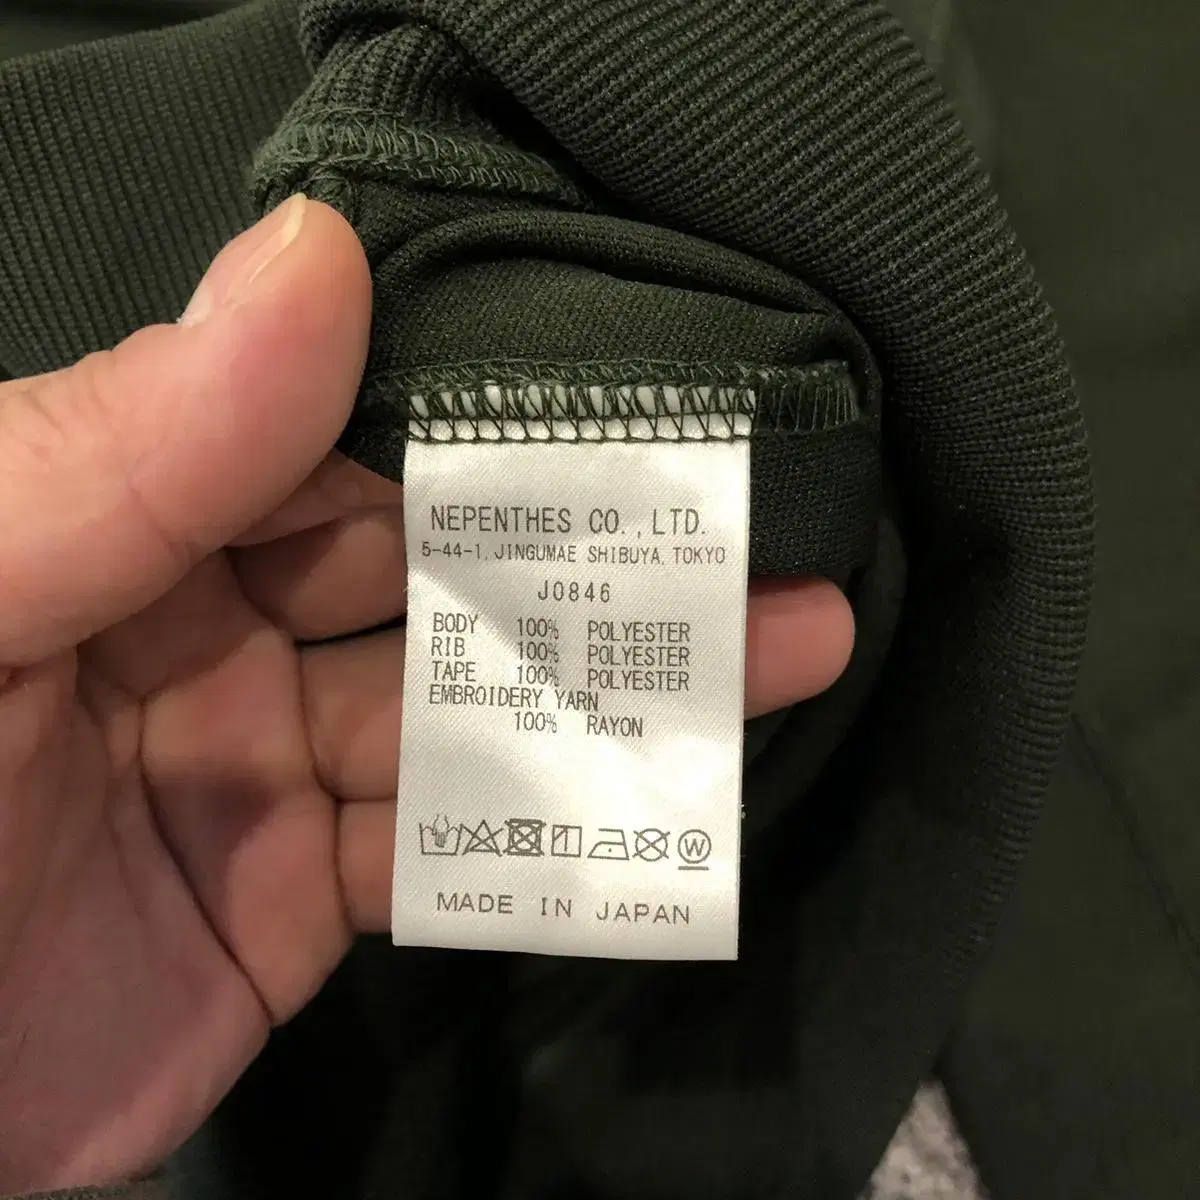 NEPENTHES CO., LTD.
5-44-1, JINGUMAE SHIBUYA, TOKYO
J0846
BODY 100% POLYESTER
RIB 100% POLYESTER
TAPE 100% POLYESTER
EMBROIDERY YARN
100% RAYON
W
MADE IN JAPAN